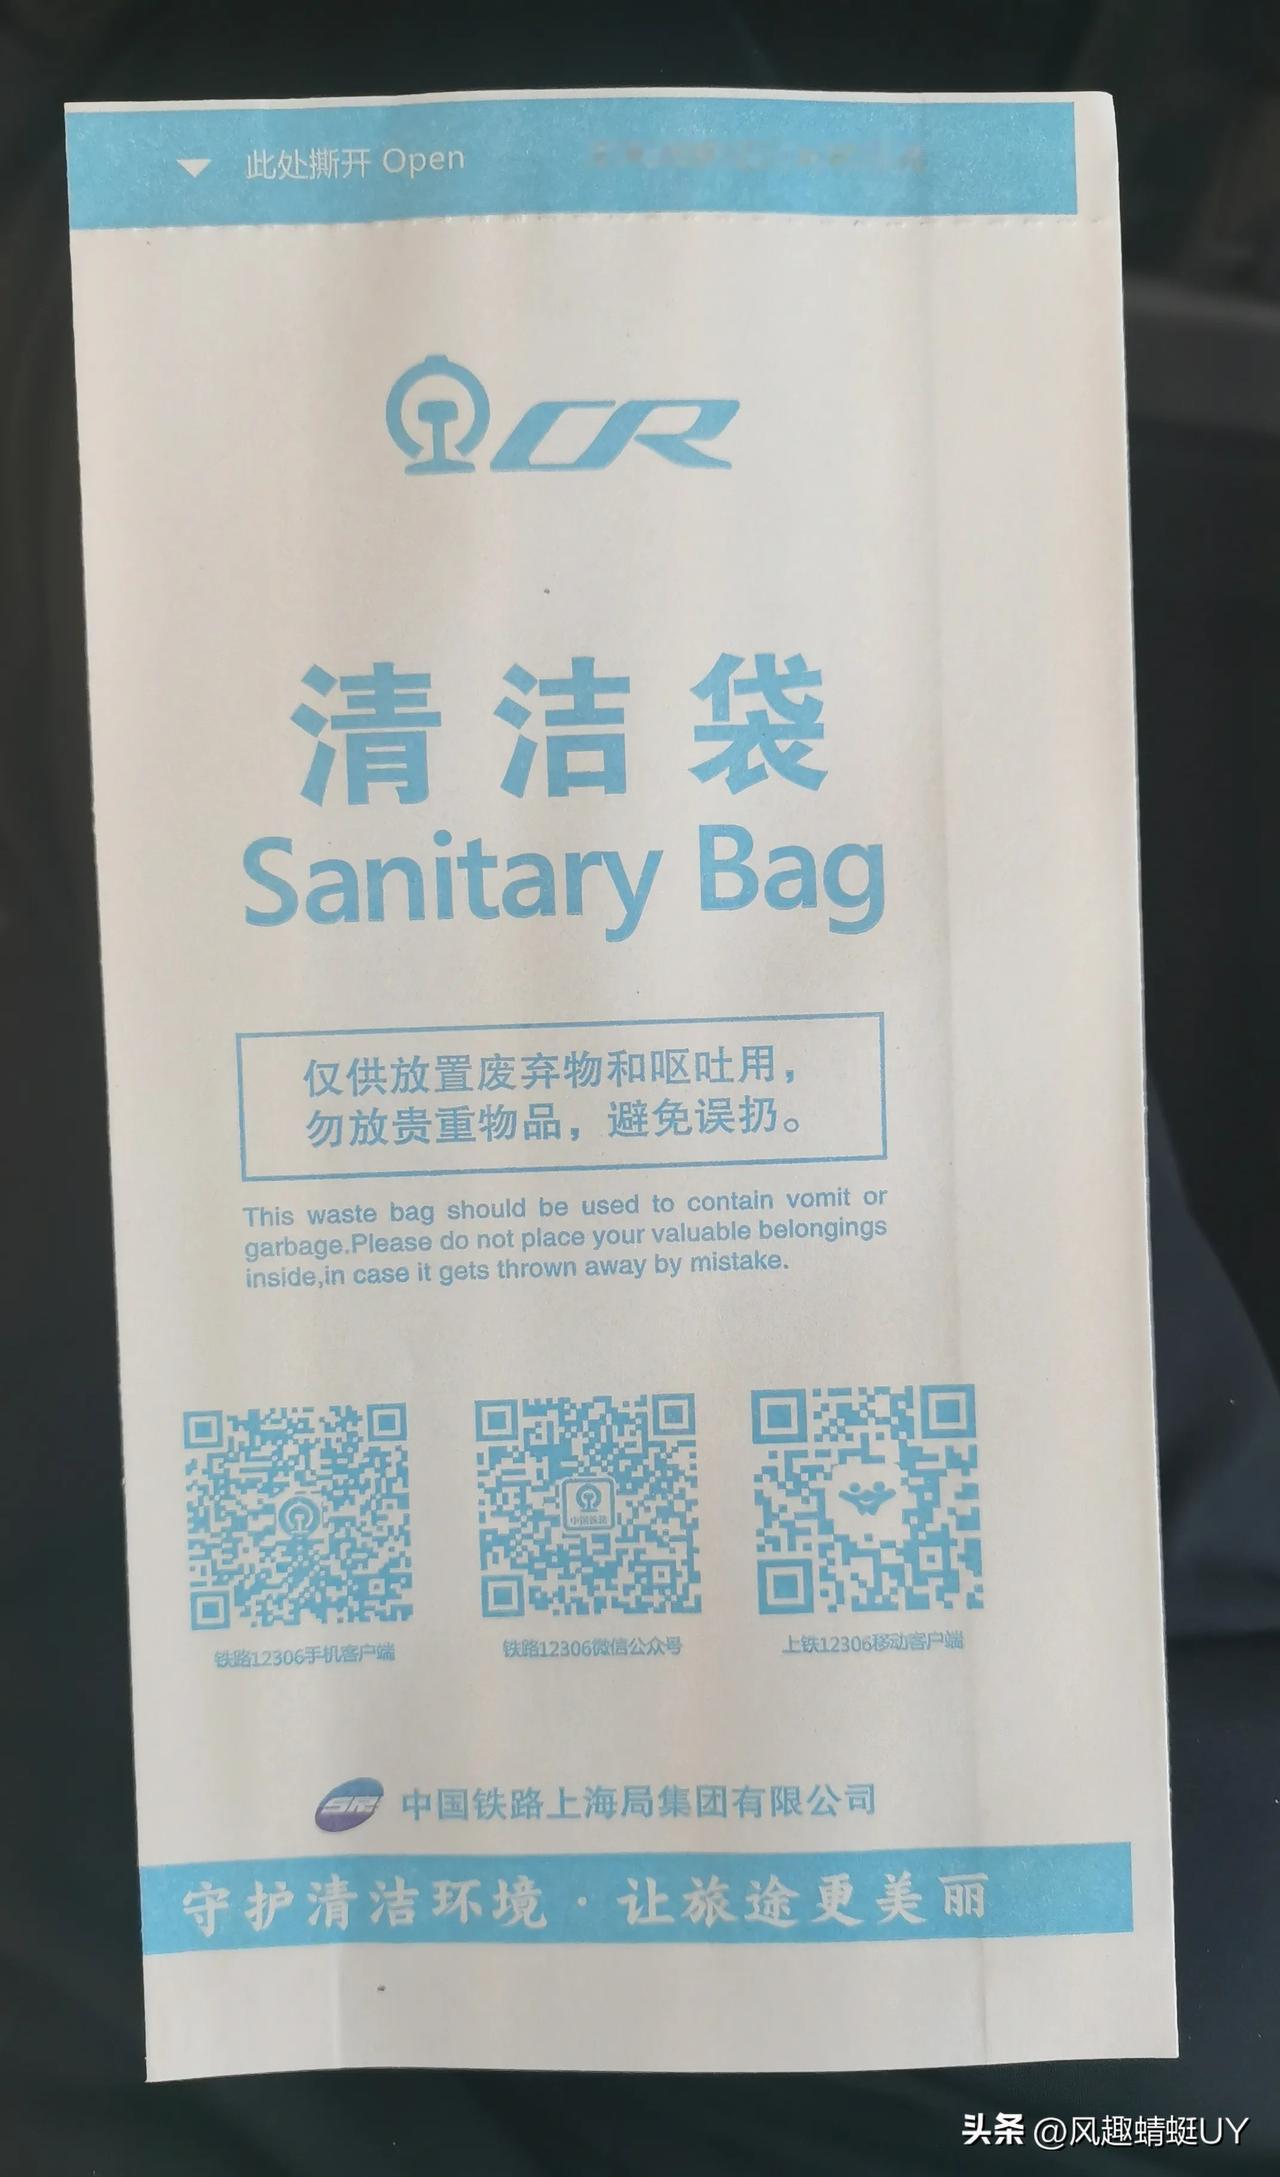 此处撕开 Open
CR
清洁袋
Sanitary Bag
仅供放置废弃物和呕吐用，
勿放贵重物品，避免误扔。
This waste bag should be used to contain vomit or
garbage.Please do not place your valuable belongings
inside,in case it gets thrown away by mistake.
中国铁路
铁路12306手机客户端
铁路12306微信公众号
上铁12306移动客户端
SR 中国铁路上海局集团有限公司
守护清洁环境·让旅途更美丽
头条 @风趣蜻蜓UY